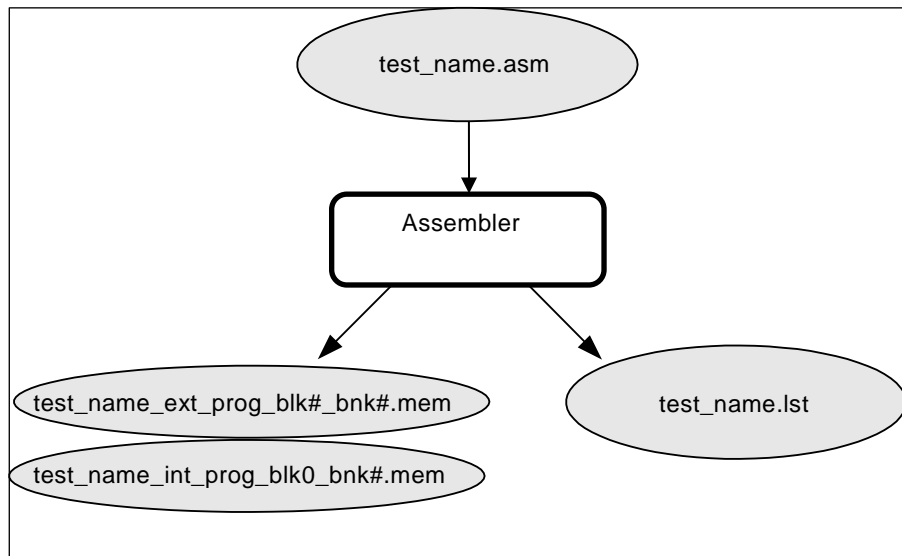 test_name.asm
Assembler
test_name_ext_prog_blk#_bnk#.mem
test_name.lst
test_name_int_prog_blk0_bnk#.mem